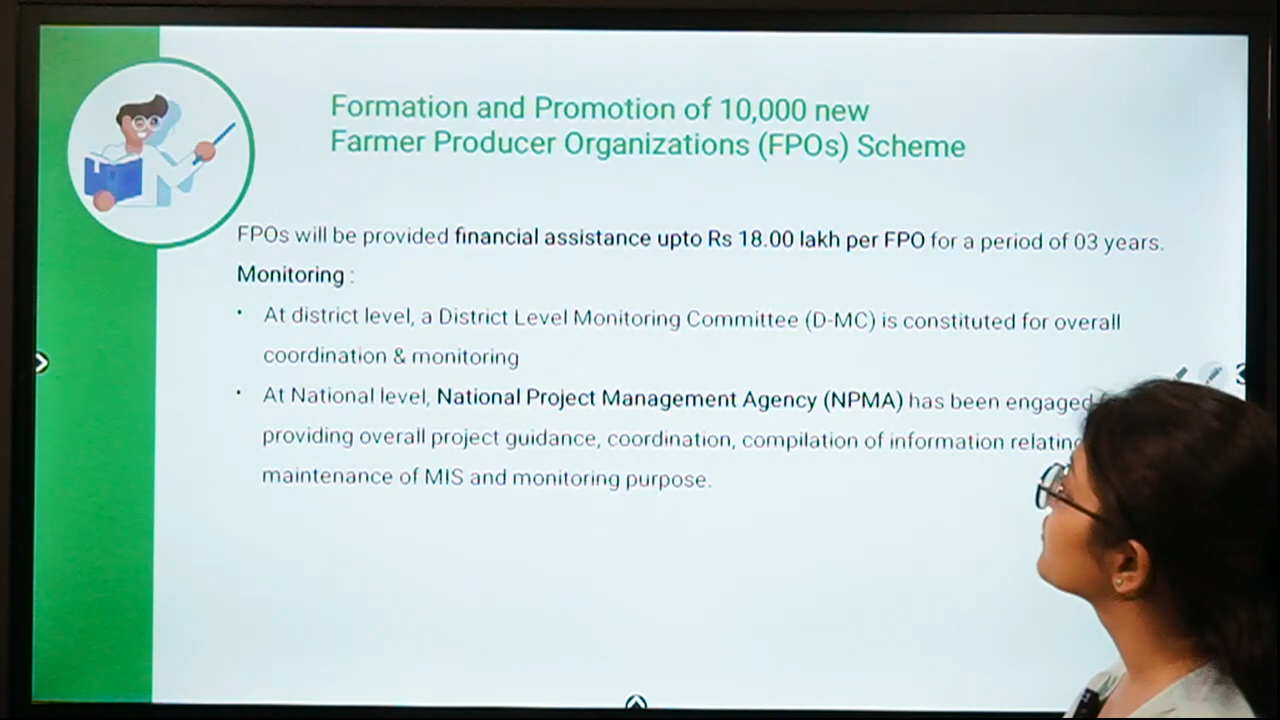 Formation and Promotion of 10,000 new
Farmer Producer Organizations (FPOs) Scheme
FPOs will be provided financial assistance upto Rs 18.00 lakh per FPO for a period of 03 years.
Monitoring :
• At district level, a District Level Monitoring Committee (D-MC) is constituted for overall
coordination & monitoring
• At National level, National Project Management Agency (NPMA) has been engaged
providing overall project guidance, coordination, compilation of information relating
maintenance of MIS and monitoring purpose.